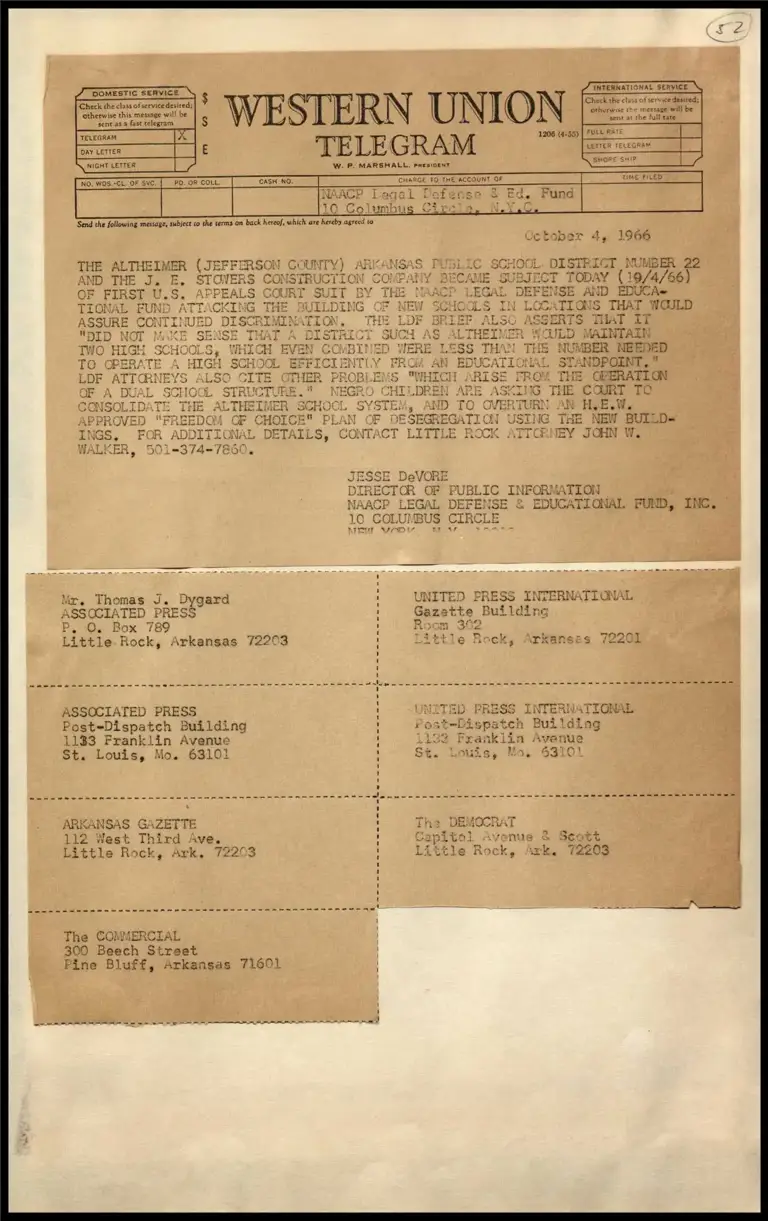 52
DOMESTIC SERVICE
Check the class of service desired;
otherwise this message will be
sent as a fast telegram
TELEGRAM X
DAY LETTER
NIGHT LETTER
$
S
E
WESTERN UNION
TELEGRAM
1206 (4-55)
W. P. MARSHALL, PRESIDENT
INTERNATIONAL SERVICE
Check the class of service desired;
otherwise the message will be
sent at the full rate
FULL RATE
LETTER TELEGRAM
SHORE SHIP
NO. WDS.-CL. OF SVC.
PD. OR COLL.
CASH NO.
CHARGE TO THE ACCOUNT OF
TIME FILED
NAACP Legal Defense & Ed. Fund
10 Columbus Circle, N.Y.C.
Send the following message, subject to the terms on back hereof, which are hereby agreed to
October 4, 1966
THE ALTHEIMER (JEFFERSON COUNTY) ARKANSAS PUBLIC SCHOOL DISTRICT NUMBER 22
AND THE J. E. STOWERS CONSTRUCTION COMPANY BECAME SUBJECT TODAY (19/4/66)
OF FIRST U.S. APPEALS COURT SUIT BY THE NAACP LEGAL DEFENSE AND EDUCA-
TIONAL FUND ATTACKING THE BUILDING OF NEW SCHOOLS IN LOCATIONS THAT WOULD
ASSURE CONTINUED DISCRIMINATION. THE LDF BRIEF ALSO ASSERTS THAT IT
"DID NOT MAKE SENSE THAT A DISTRICT SUCH AS ALTHEIMER WOULD MAINTAIN
TWO HIGH SCHOOLS, WHICH EVEN COMBINED WERE LESS THAN THE NUMBER NEEDED
TO OPERATE A HIGH SCHOOL EFFICIENTLY FROM AN EDUCATIONAL STANDPOINT."
LDF ATTORNEYS ALSO CITE OTHER PROBLEMS "WHICH ARISE FROM THE OPERATION
OF A DUAL SCHOOL STRUCTURE." NEGRO CHILDREN ARE ASKING THE COURT TO
CONSOLIDATE THE ALTHEIMER SCHOOL SYSTEM, AND TO OVERTURN AN H.E.W.
APPROVED "FREEDOM OF CHOICE" PLAN OF DESEGREGATION USING THE NEW BUILD-
INGS. FOR ADDITIONAL DETAILS, CONTACT LITTLE ROCK ATTORNEY JOHN W.
WALKER, 501-374-7860.
JESSE DeVORE
DIRECTOR OF PUBLIC INFORMATION
NAACP LEGAL DEFENSE & EDUCATIONAL FUND, INC.
10 COLUMBUS CIRCLE
NEW YORK, N.Y.
Mr. Thomas J. Dygard
ASSOCIATED PRESS
P. O. Box 789
Little Rock, Arkansas 72203
UNITED PRESS INTERNATIONAL
Gazette Building
Room 302
Little Rock, Arkansas 72201
ASSOCIATED PRESS
Post-Dispatch Building
1133 Franklin Avenue
St. Louis, Mo. 63101
UNITED PRESS INTERNATIONAL
Post-Dispatch Building
1133 Franklin Avenue
St. Louis, Mo. 63101
ARKANSAS GAZETTE
112 West Third Ave.
Little Rock, Ark. 72203
The DEMOCRAT
Capitol Avenue & Scott
Little Rock, Ark. 72203
The COMMERCIAL
300 Beech Street
Pine Bluff, Arkansas 71601